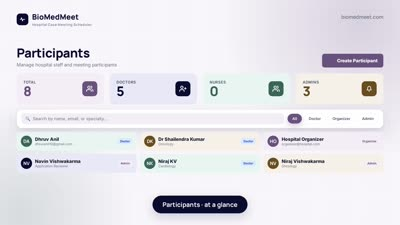 BioMedMeet
Hospital Case Meeting Scheduler
biomedmeet.com
Participants
Manage hospital staff and meeting participants
Create Participant
TOTAL
8
DOCTORS
5
NURSES
0
ADMINS
3
Search by name, email, or specialty...
All
Doctor
Organizer
Admin
DA
Dhruv Anil
Doctor
DK
Dr Shailendra Kumar
Oncology
Doctor
HO
Hospital Organizer
Organizer
NV
Navin Vishwakarma
Application Reviewer
Admin
NK
Niraj KV
Cardiology
Doctor
NV
Niraj Vishwakarma
Oncology
Admin
Participants · at a glance